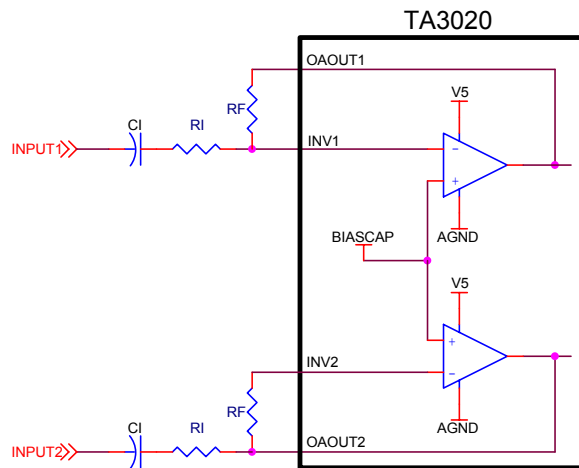 TA3020
OAOUT1
V5
CI
RI
RF
INPUT1
INV1
-
+
BIASCAP
AGND
V5
+
-
INV2
RF
AGND
CI
RI
OAOUT2
INPUT2